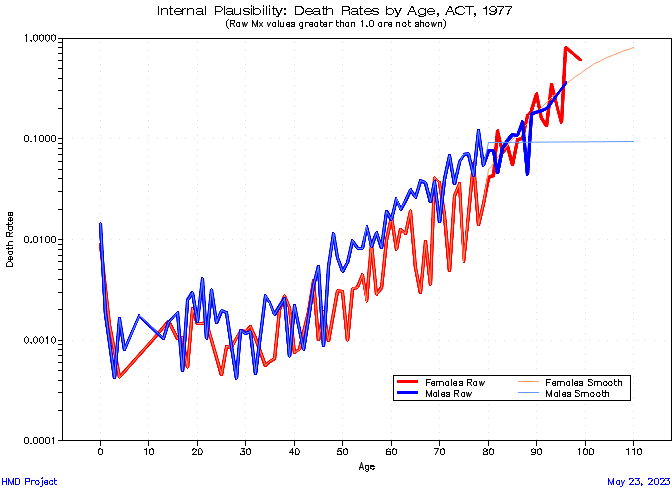 Internal Plausibility: Death Rates by Age, ACT, 1977
(Raw Mx values greater than 1.0 are not shown)
1.0000
0.1000
0.0100
0.0010
0.0001
Death Rates
0 10 20 30 40 50 60 70 80 90 100 110
Age
Females Raw Females Smooth
Males Raw Males Smooth
HMD Project May 23, 2023